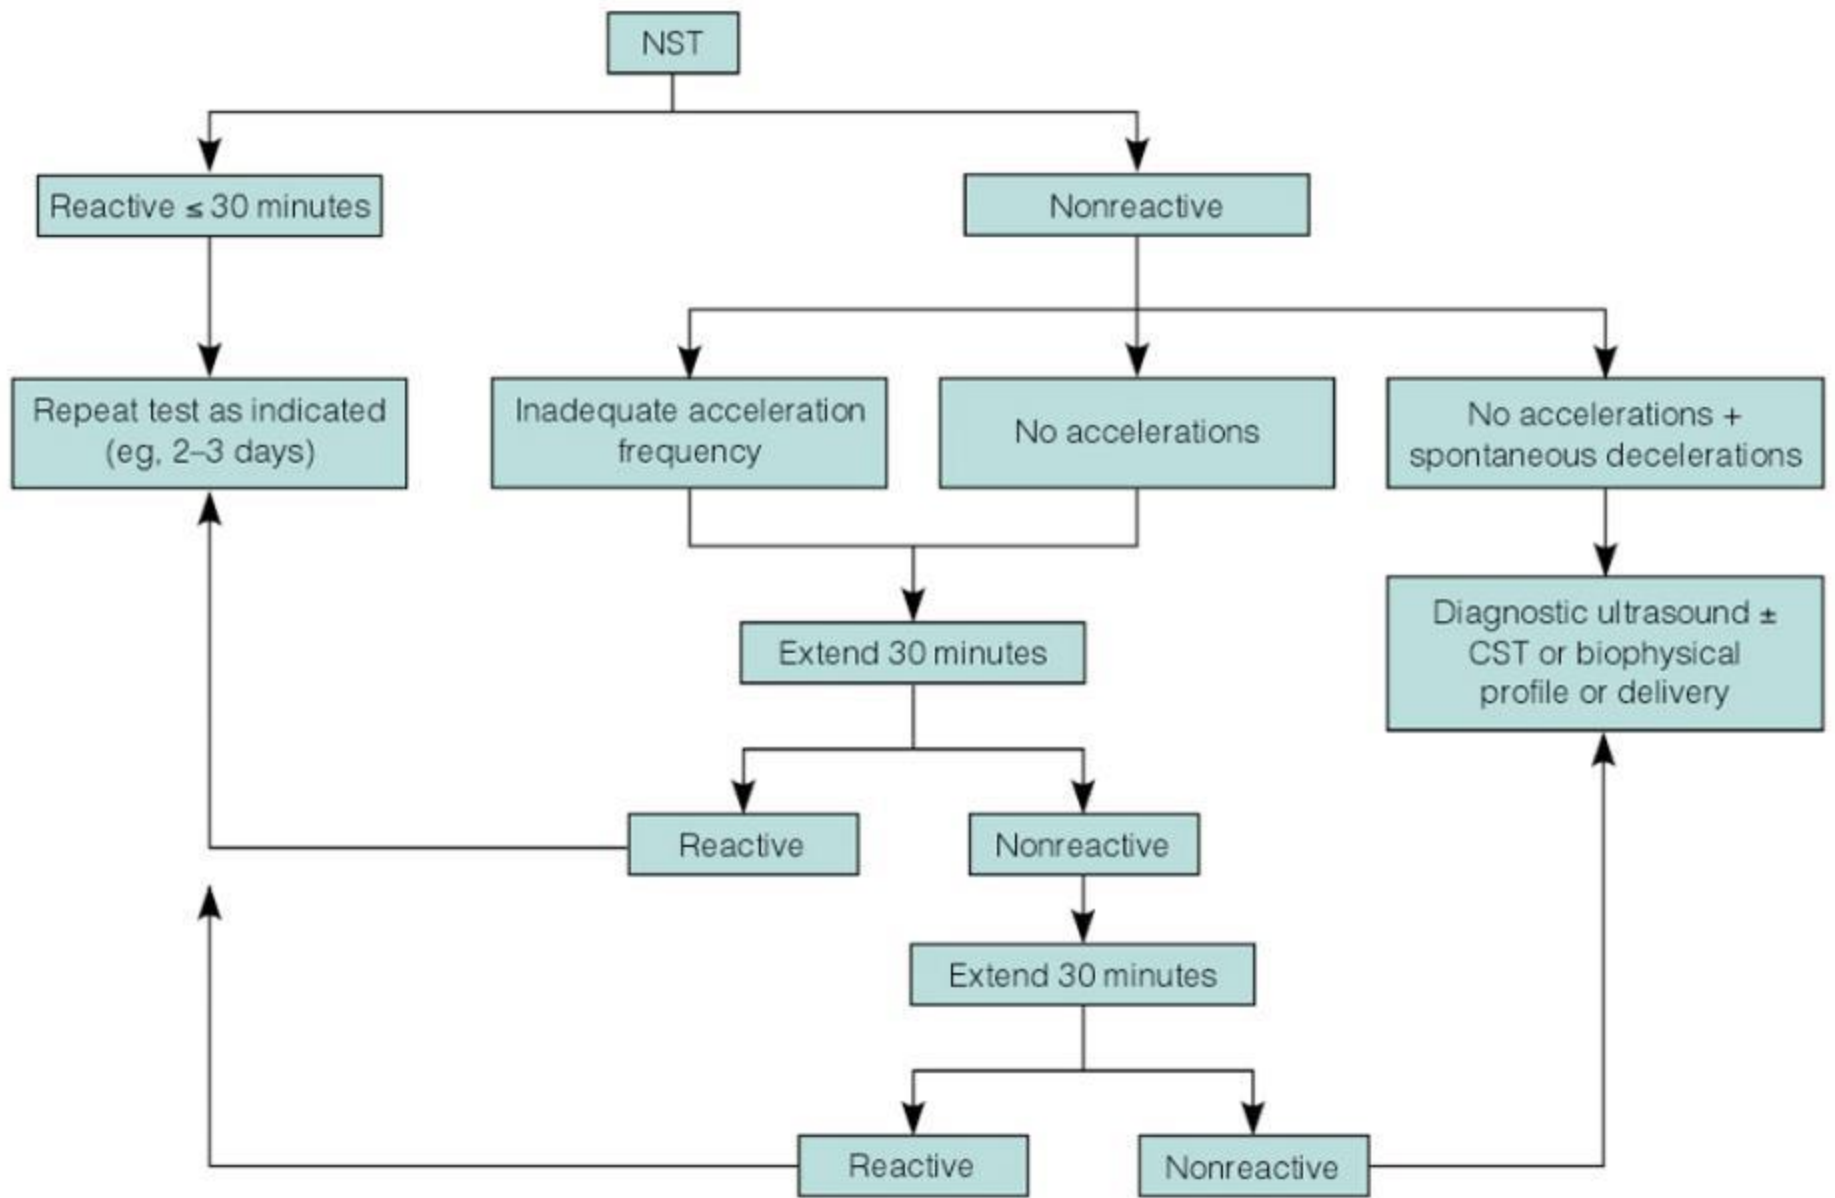 NST
Reactive ≤ 30 minutes
Nonreactive
Repeat test as indicated
(eg, 2–3 days)
Inadequate acceleration
frequency
No accelerations
No accelerations +
spontaneous decelerations
Extend 30 minutes
Diagnostic ultrasound ±
CST or biophysical
profile or delivery
Reactive
Nonreactive
Extend 30 minutes
Reactive
Nonreactive